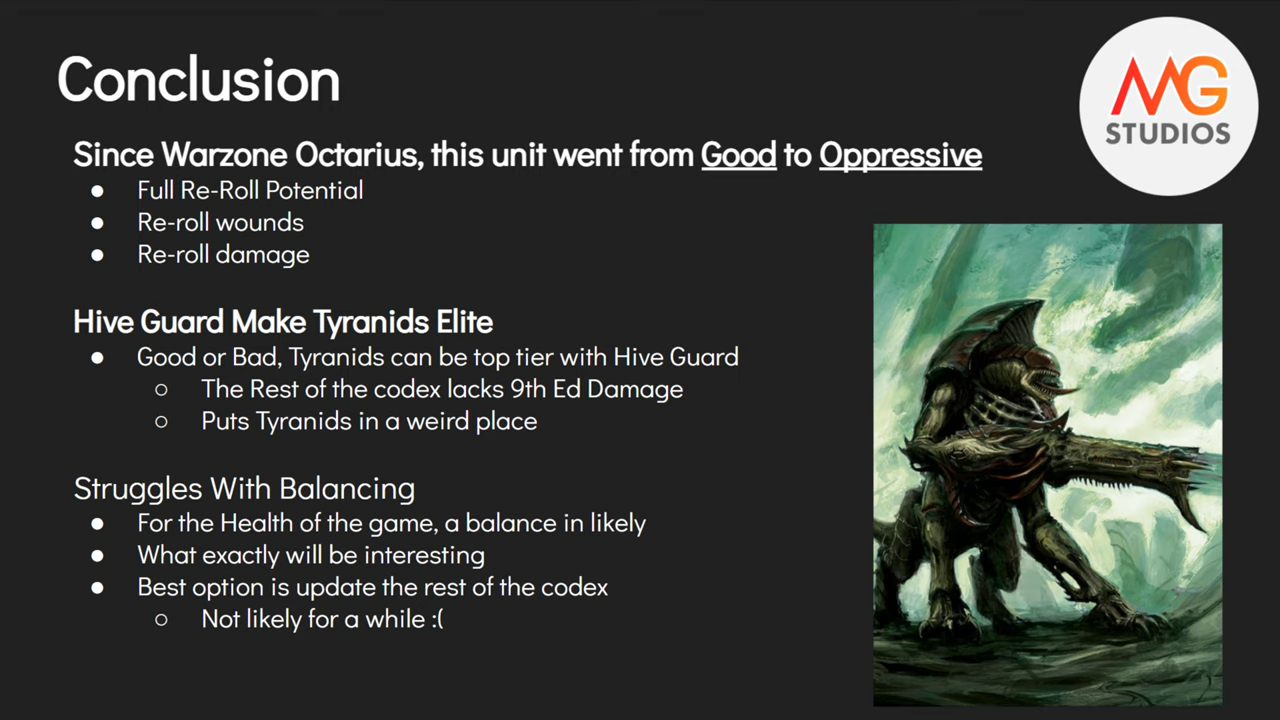 Conclusion
MG
STUDIOS
Since Warzone Octarius, this unit went from Good to Oppressive
● Full Re-Roll Potential
● Re-roll wounds
● Re-roll damage
Hive Guard Make Tyranids Elite
● Good or Bad, Tyranids can be top tier with Hive Guard
○ The Rest of the codex lacks 9th Ed Damage
○ Puts Tyranids in a weird place
Struggles With Balancing
● For the Health of the game, a balance in likely
● What exactly will be interesting
● Best option is update the rest of the codex
○ Not likely for a while :(